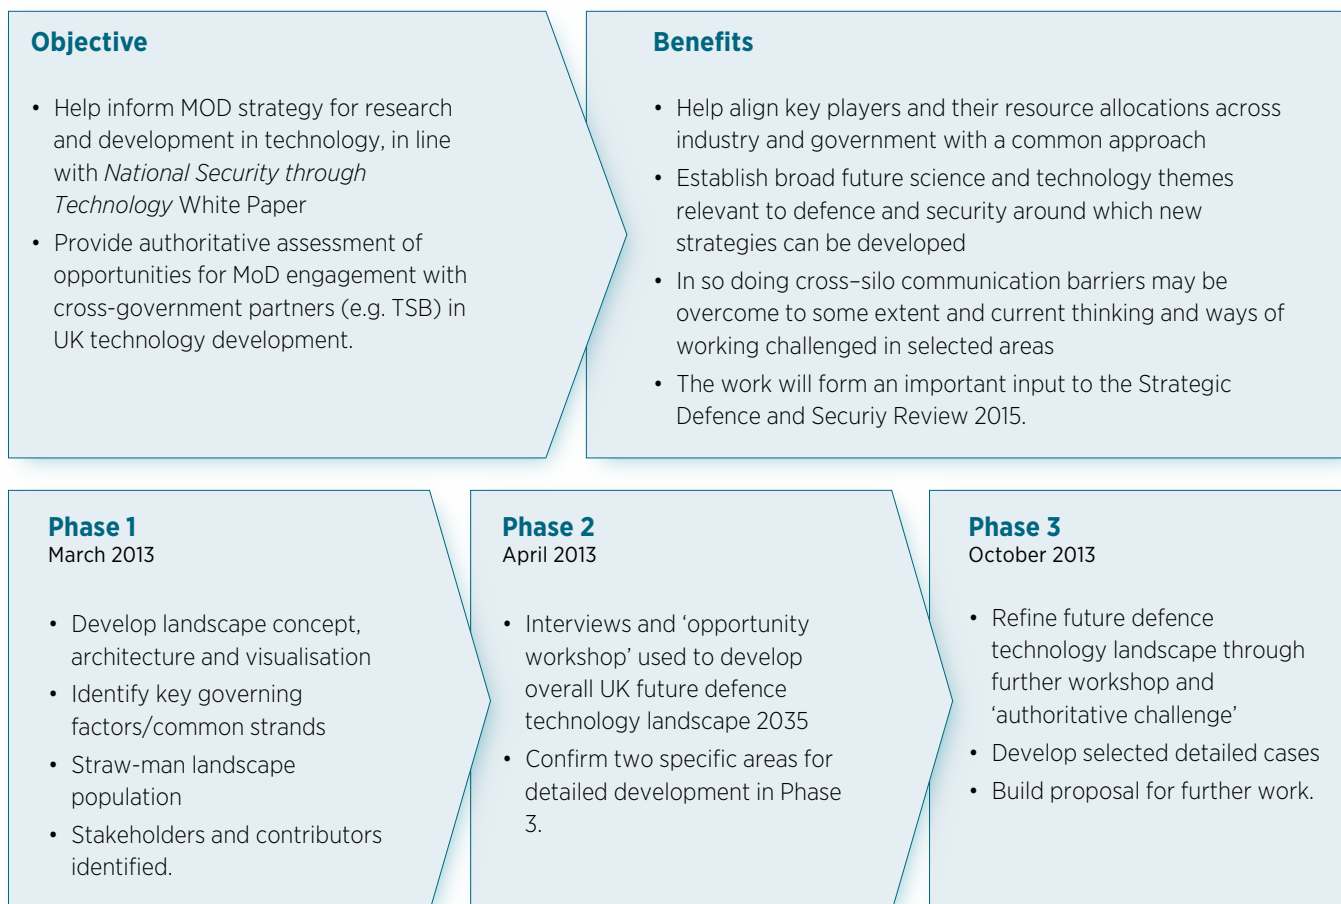 Objective
• Help inform MOD strategy for research
and development in technology, in line
with National Security through
Technology White Paper
• Provide authoritative assessment of
opportunities for MoD engagement with
cross-government partners (e.g. TSB) in
UK technology development.
Benefits
• Help align key players and their resource allocations across
industry and government with a common approach
• Establish broad future science and technology themes
relevant to defence and security around which new
strategies can be developed
• In so doing cross–silo communication barriers may be
overcome to some extent and current thinking and ways of
working challenged in selected areas
• The work will form an important input to the Strategic
Defence and Securiy Review 2015.
Phase 1
March 2013
• Develop landscape concept,
architecture and visualisation
• Identify key governing
factors/common strands
• Straw-man landscape
population
• Stakeholders and contributors
identified.
Phase 2
April 2013
• Interviews and ‘opportunity
workshop’ used to develop
overall UK future defence
technology landscape 2035
• Confirm two specific areas for
detailed development in Phase
3.
Phase 3
October 2013
• Refine future defence
technology landscape through
further workshop and
‘authoritative challenge’
• Develop selected detailed cases
• Build proposal for further work.